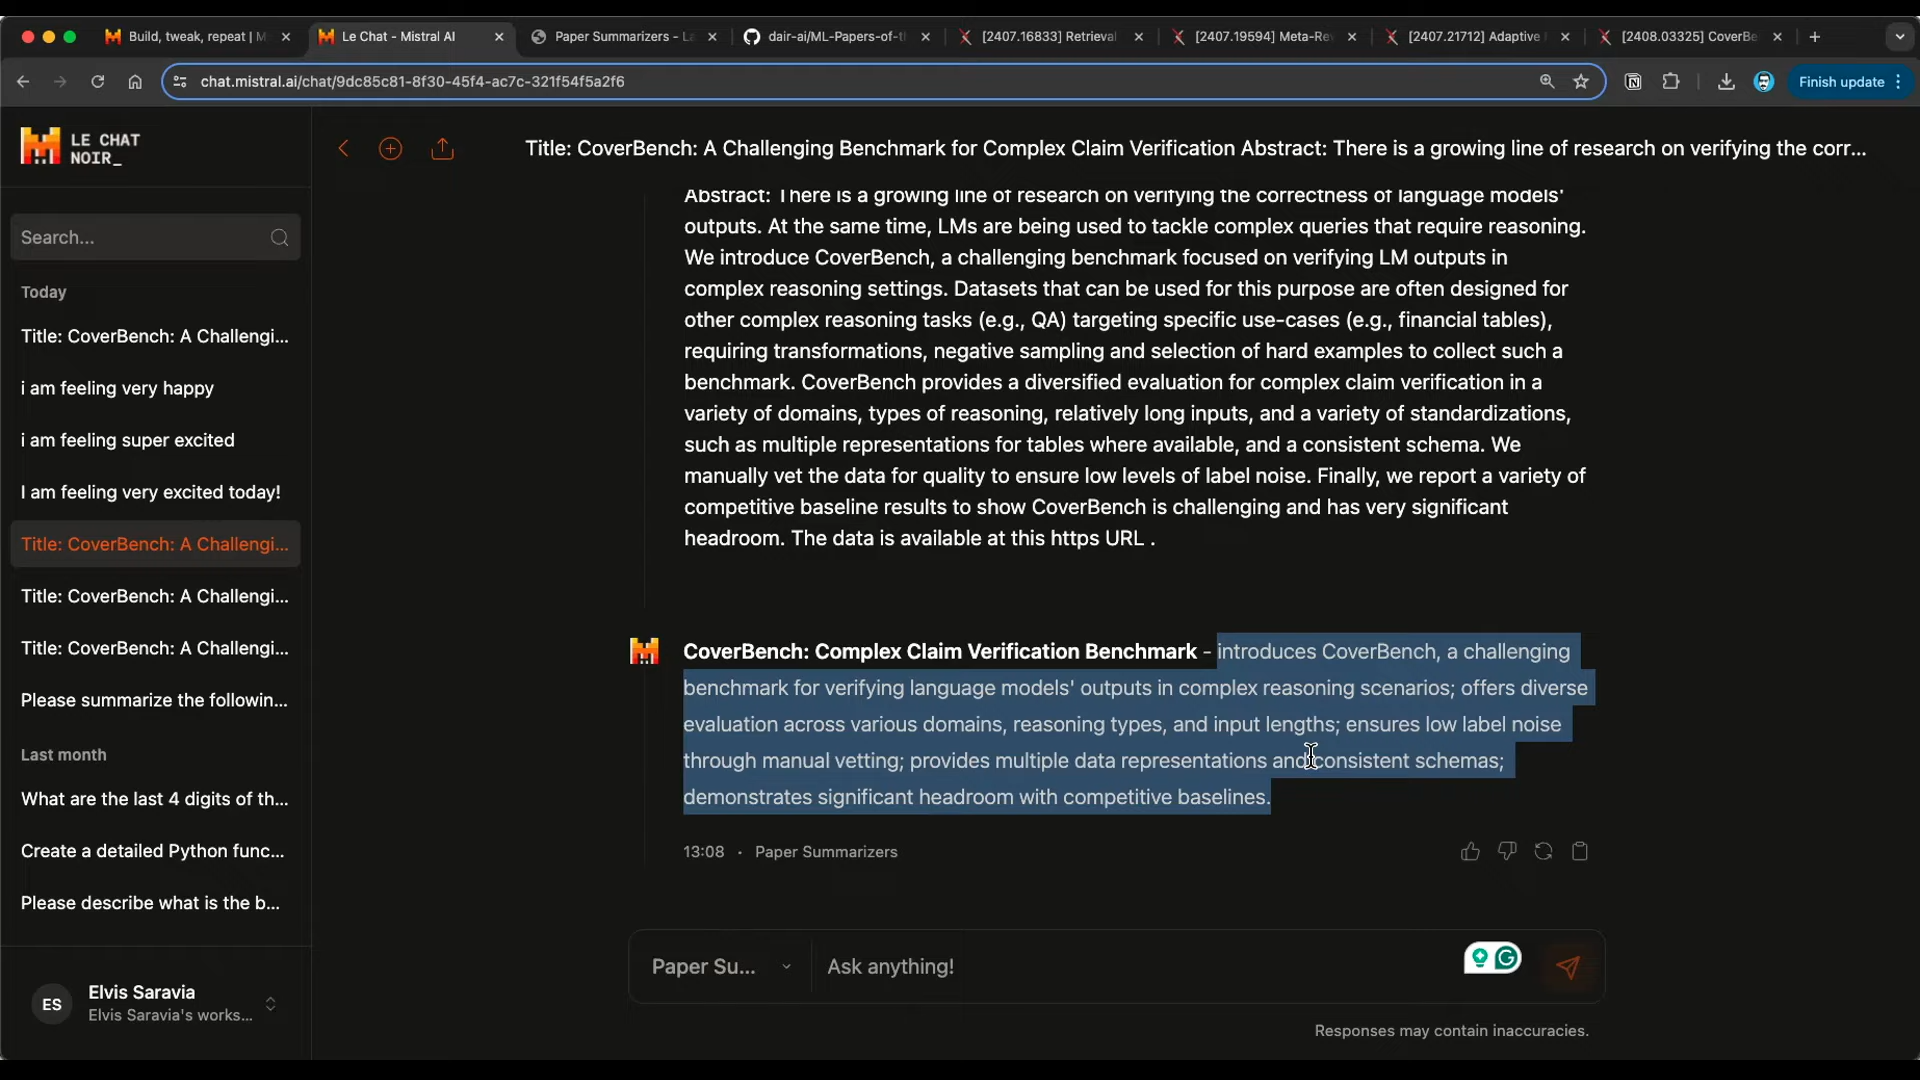 Build, tweak, repeat | M
Le Chat - Mistral AI
Paper Summarizers - La
dair-ai/ML-Papers-of-th
[2407.16833] Retrieval
[2407.19594] Meta-Re
[2407.21712] Adaptive
[2408.03325] CoverBe
chat.mistral.ai/chat/9dc85c81-8f30-45f4-ac7c-321f54f5a2f6
Finish update
LE CHAT
NOIR_
Title: CoverBench: A Challenging Benchmark for Complex Claim Verification Abstract: There is a growing line of research on verifying the corr...
Search...
Today
Title: CoverBench: A Challengi...
i am feeling very happy
i am feeling super excited
I am feeling very excited today!
Title: CoverBench: A Challengi...
Title: CoverBench: A Challengi...
Title: CoverBench: A Challengi...
Please summarize the followin...
Last month
What are the last 4 digits of th...
Create a detailed Python func...
Please describe what is the b...
ES
Elvis Saravia
Elvis Saravia's works...
Abstract: There is a growing line of research on verifying the correctness of language models'
outputs. At the same time, LMs are being used to tackle complex queries that require reasoning.
We introduce CoverBench, a challenging benchmark focused on verifying LM outputs in
complex reasoning settings. Datasets that can be used for this purpose are often designed for
other complex reasoning tasks (e.g., QA) targeting specific use-cases (e.g., financial tables),
requiring transformations, negative sampling and selection of hard examples to collect such a
benchmark. CoverBench provides a diversified evaluation for complex claim verification in a
variety of domains, types of reasoning, relatively long inputs, and a variety of standardizations,
such as multiple representations for tables where available, and a consistent schema. We
manually vet the data for quality to ensure low levels of label noise. Finally, we report a variety of
competitive baseline results to show CoverBench is challenging and has very significant
headroom. The data is available at this https URL .
CoverBench: Complex Claim Verification Benchmark - introduces CoverBench, a challenging
benchmark for verifying language models' outputs in complex reasoning scenarios; offers diverse
evaluation across various domains, reasoning types, and input lengths; ensures low label noise
through manual vetting; provides multiple data representations and consistent schemas;
demonstrates significant headroom with competitive baselines.
13:08 · Paper Summarizers
Paper Su...
Ask anything!
Responses may contain inaccuracies.